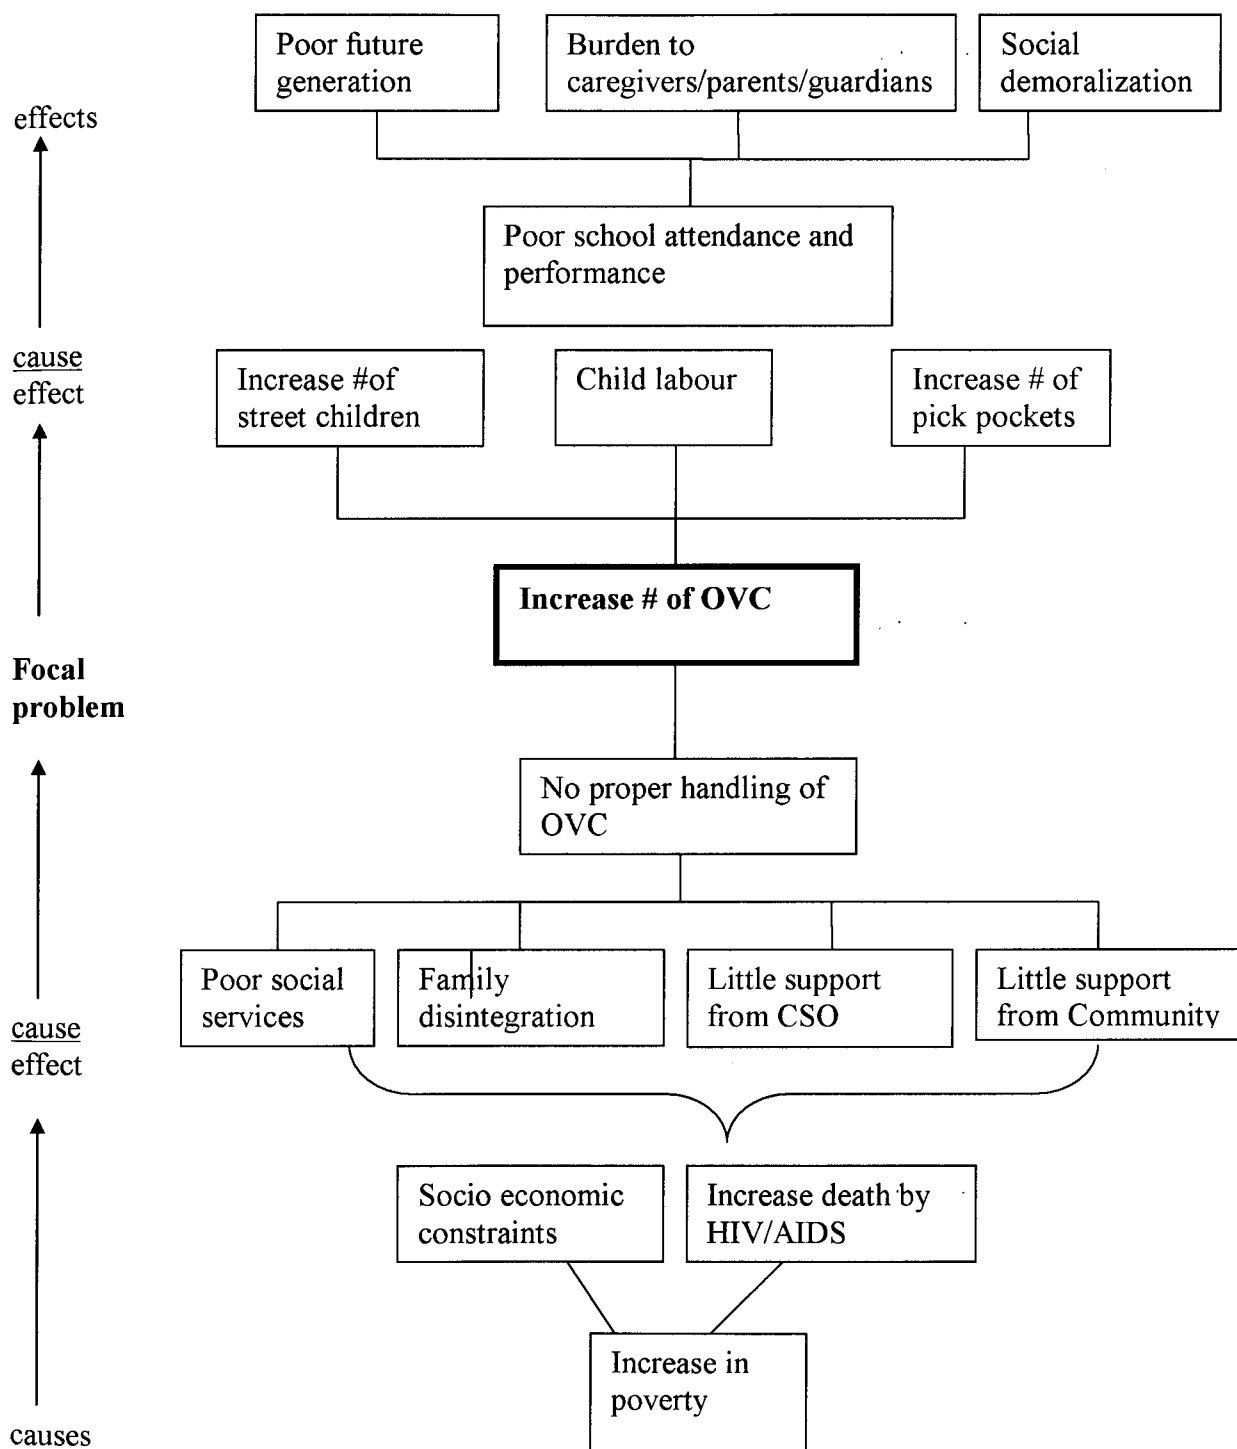 Poor future
generation
Burden to
caregivers/parents/guardians
Social
demoralization
effects
Poor school attendance and
performance
cause
effect
Increase #of
street children
Child labour
Increase # of
pick pockets
Increase # of OVC
Focal
problem
No proper handling of
OVC
Poor social
services
Family
disintegration
Little support
from CSO
Little support
from Community
cause
effect
Socio economic
constraints
Increase death by
HIV/AIDS
Increase in
poverty
causes